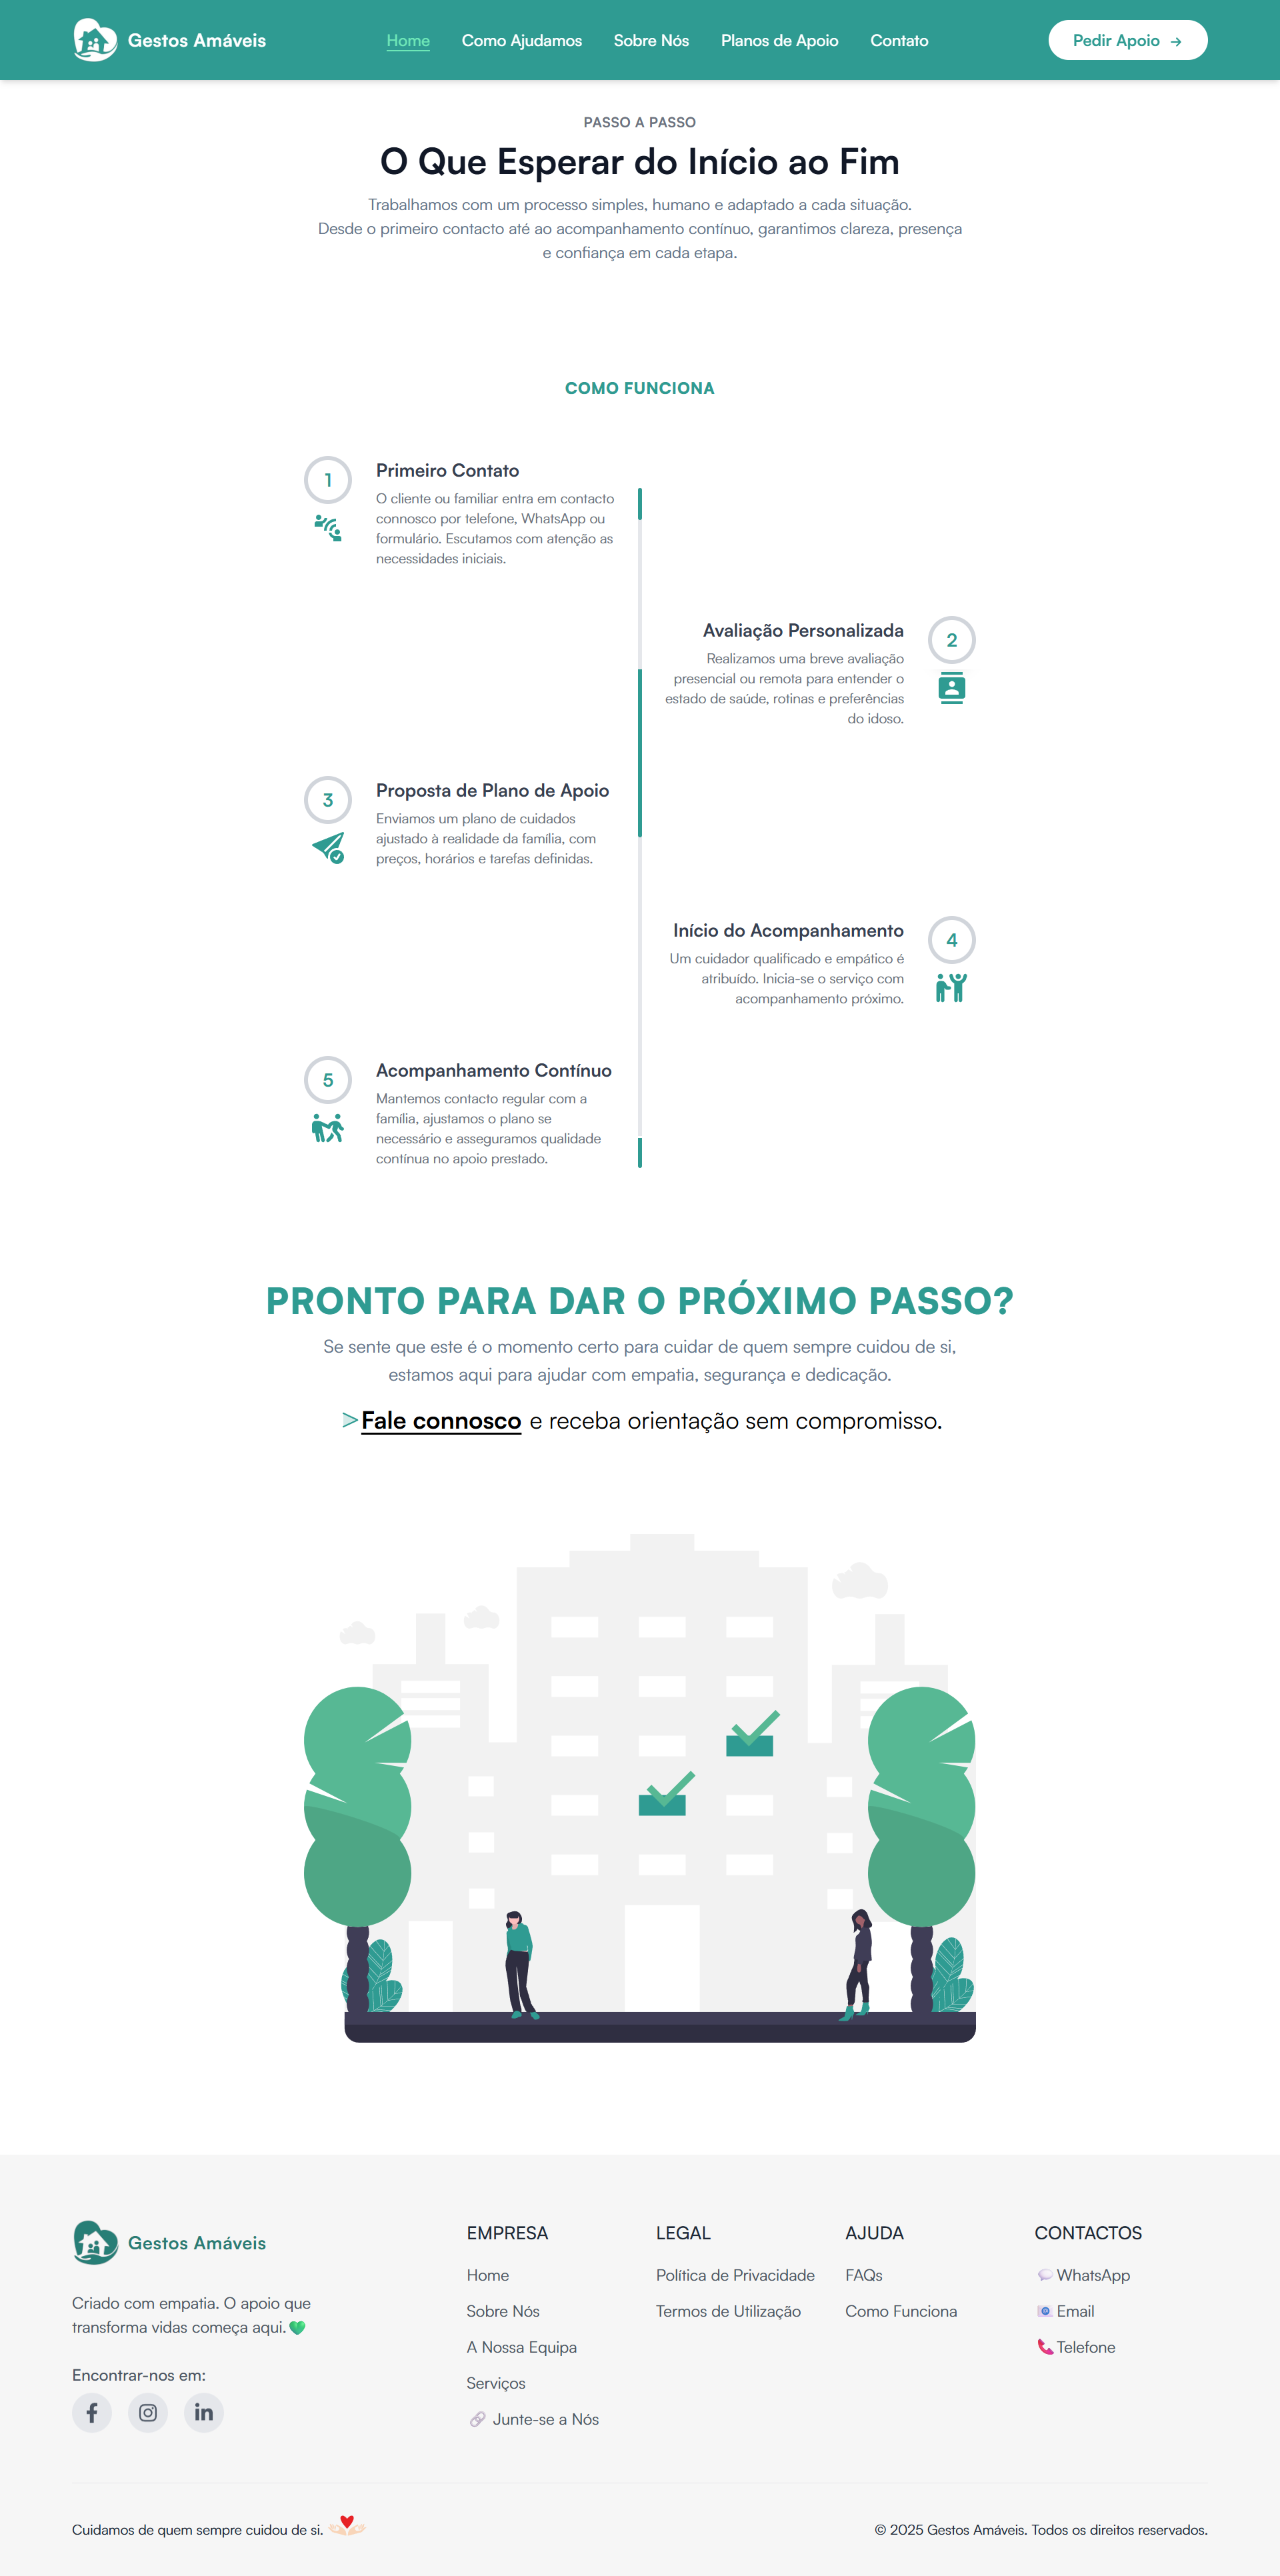 Gestos Amáveis
Home
Como Ajudamos
Sobre Nós
Planos de Apoio
Contato
Pedir Apoio →
PASSO A PASSO
O Que Esperar do Início ao Fim
Trabalhamos com um processo simples, humano e adaptado a cada situação.
Desde o primeiro contacto até ao acompanhamento contínuo, garantimos clareza, presença
e confiança em cada etapa.
COMO FUNCIONA
1
Primeiro Contato
O cliente ou familiar entra em contacto
connosco por telefone, WhatsApp ou
formulário. Escutamos com atenção as
necessidades iniciais.
2
Avaliação Personalizada
Realizamos uma breve avaliação
presencial ou remota para entender o
estado de saúde, rotinas e preferências
do idoso.
3
Proposta de Plano de Apoio
Enviamos um plano de cuidados
ajustado à realidade da família, com
preços, horários e tarefas definidas.
4
Início do Acompanhamento
Um cuidador qualificado e empático é
atribuído. Inicia-se o serviço com
acompanhamento próximo.
5
Acompanhamento Contínuo
Mantemos contacto regular com a
família, ajustamos o plano se
necessário e asseguramos qualidade
contínua no apoio prestado.
PRONTO PARA DAR O PRÓXIMO PASSO?
Se sente que este é o momento certo para cuidar de quem sempre cuidou de si,
estamos aqui para ajudar com empatia, segurança e dedicação.
Fale connosco e receba orientação sem compromisso.
Gestos Amáveis
Criado com empatia. O apoio que
transforma vidas começa aqui.
Encontrar-nos em:
EMPRESA
Home
Sobre Nós
A Nossa Equipa
Serviços
Junte-se a Nós
LEGAL
Política de Privacidade
Termos de Utilização
AJUDA
FAQs
Como Funciona
CONTACTOS
WhatsApp
Email
Telefone
Cuidamos de quem sempre cuidou de si.
© 2025 Gestos Amáveis. Todos os direitos reservados.